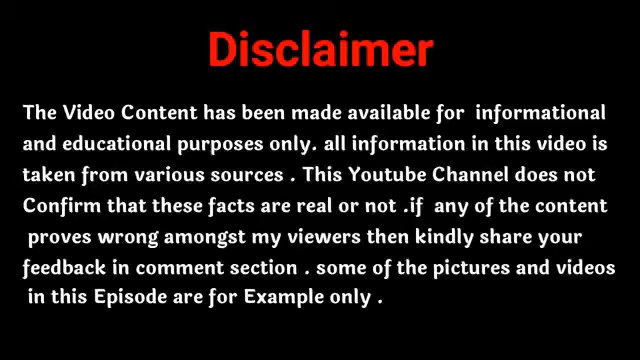 Disclaimer
The Video Content has been made available for informational
and educational purposes only. all information in this video is
taken from various sources . This Youtube Channel does not
Confirm that these facts are real or not .if any of the content
proves wrong amongst my viewers then kindly share your
feedback in comment section . some of the pictures and videos
in this Episode are for Example only .